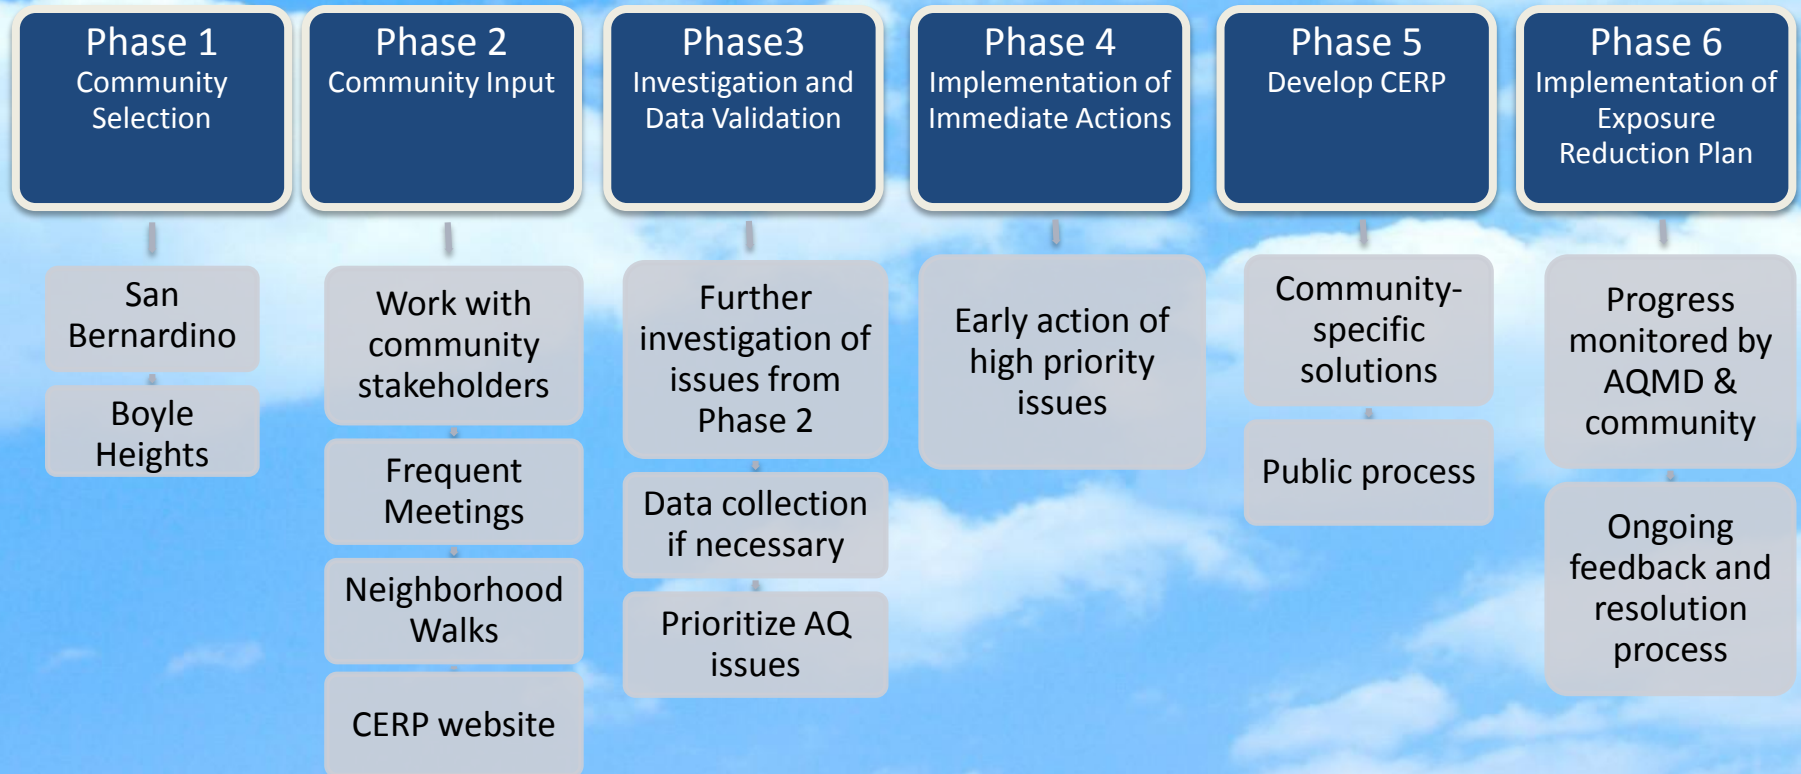 Phase 1
Community
Selection
San
Bernardino
Boyle
Heights
Phase 2
Community Input
Work with
community
stakeholders
Frequent
Meetings
Neighborhood
Walks
CERP website
Phase3
Investigation and
Data Validation
Further
investigation of
issues from
Phase 2
Data collection
if necessary
Prioritize AQ
issues
Phase 4
Implementation of
Immediate Actions
Early action of
high priority
issues
Phase 5
Develop CERP
Community-
specific
solutions
Public process
Phase 6
Implementation of
Exposure
Reduction Plan
Progress
monitored by
AQMD &
community
Ongoing
feedback and
resolution
process